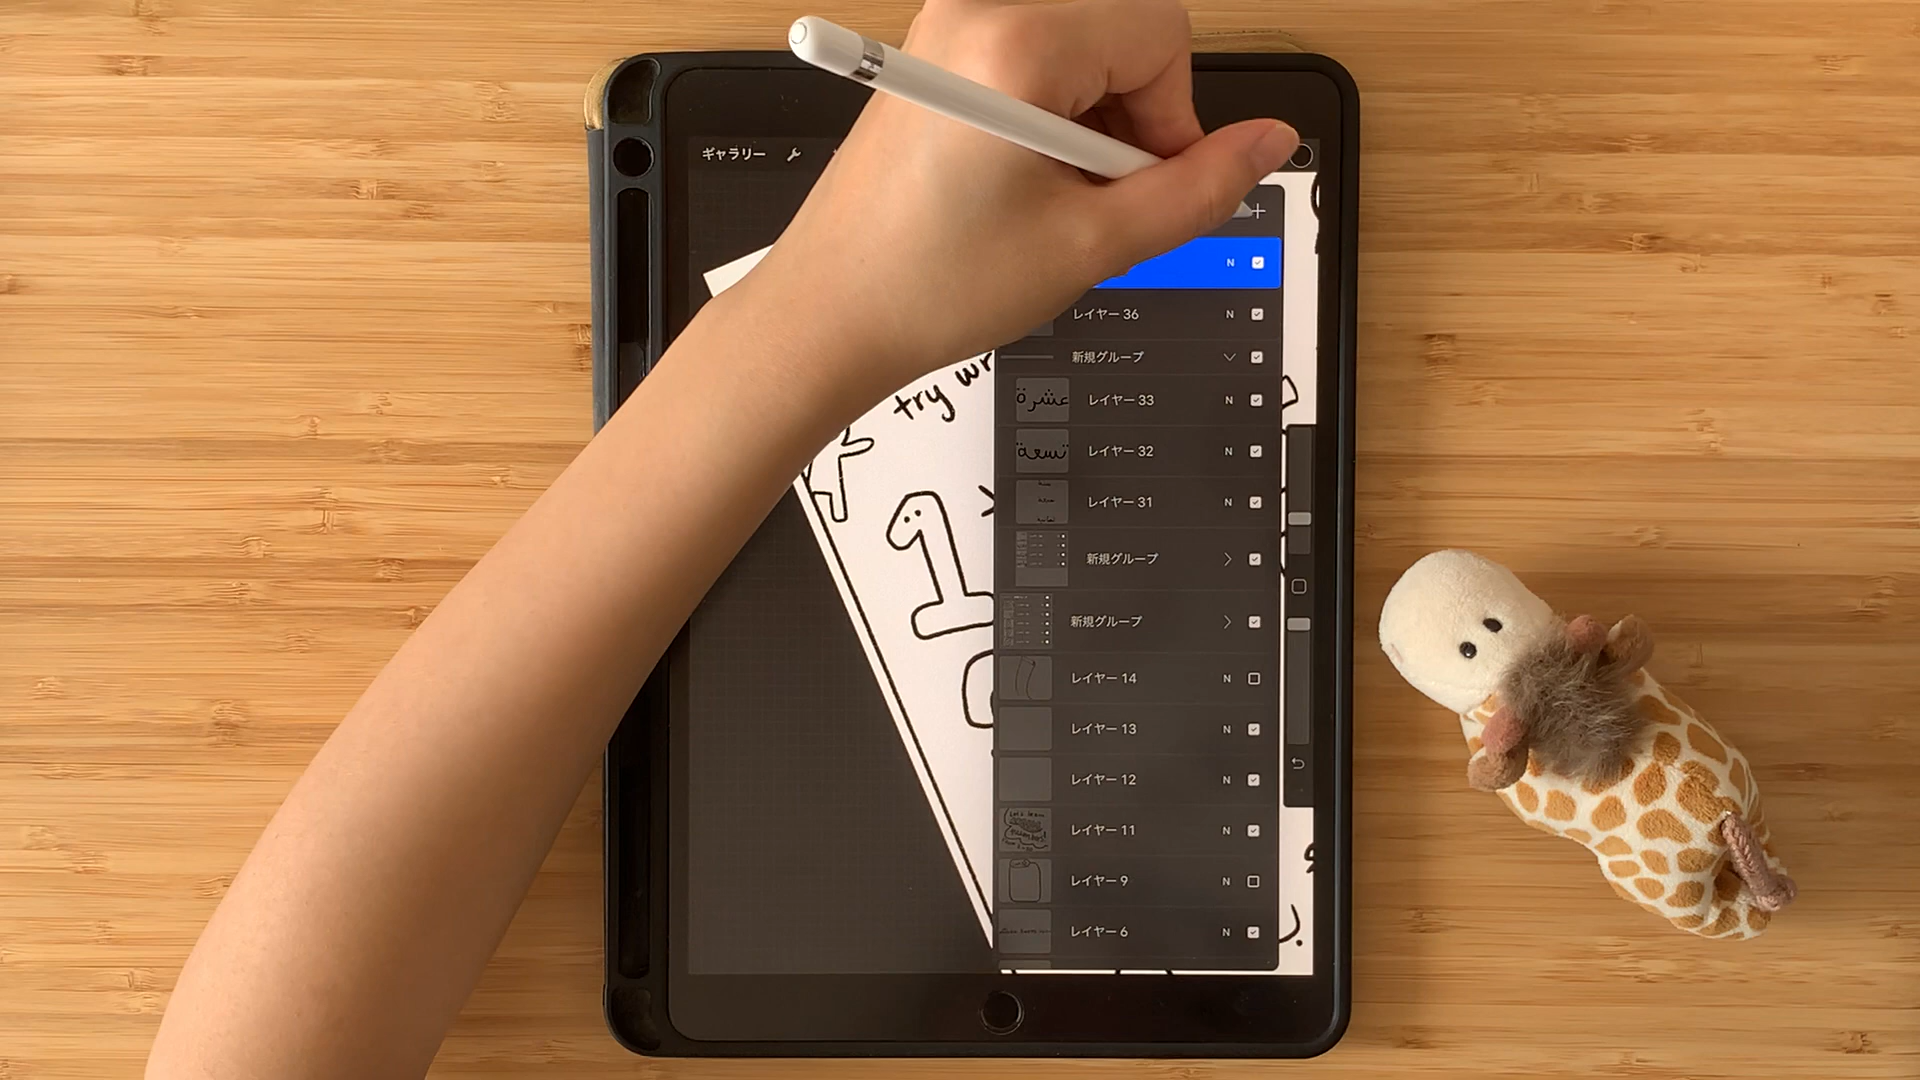 ギャラリー
try wr
1
N
レイヤー 36 N
新規グループ
عشرة レイヤー 33 N
تسعة レイヤー 32 N
レイヤー 31 N
新規グループ
新規グループ
レイヤー 14 N
レイヤー 13 N
レイヤー 12 N
レイヤー 11 N
レイヤー 9 N
レイヤー 6 N